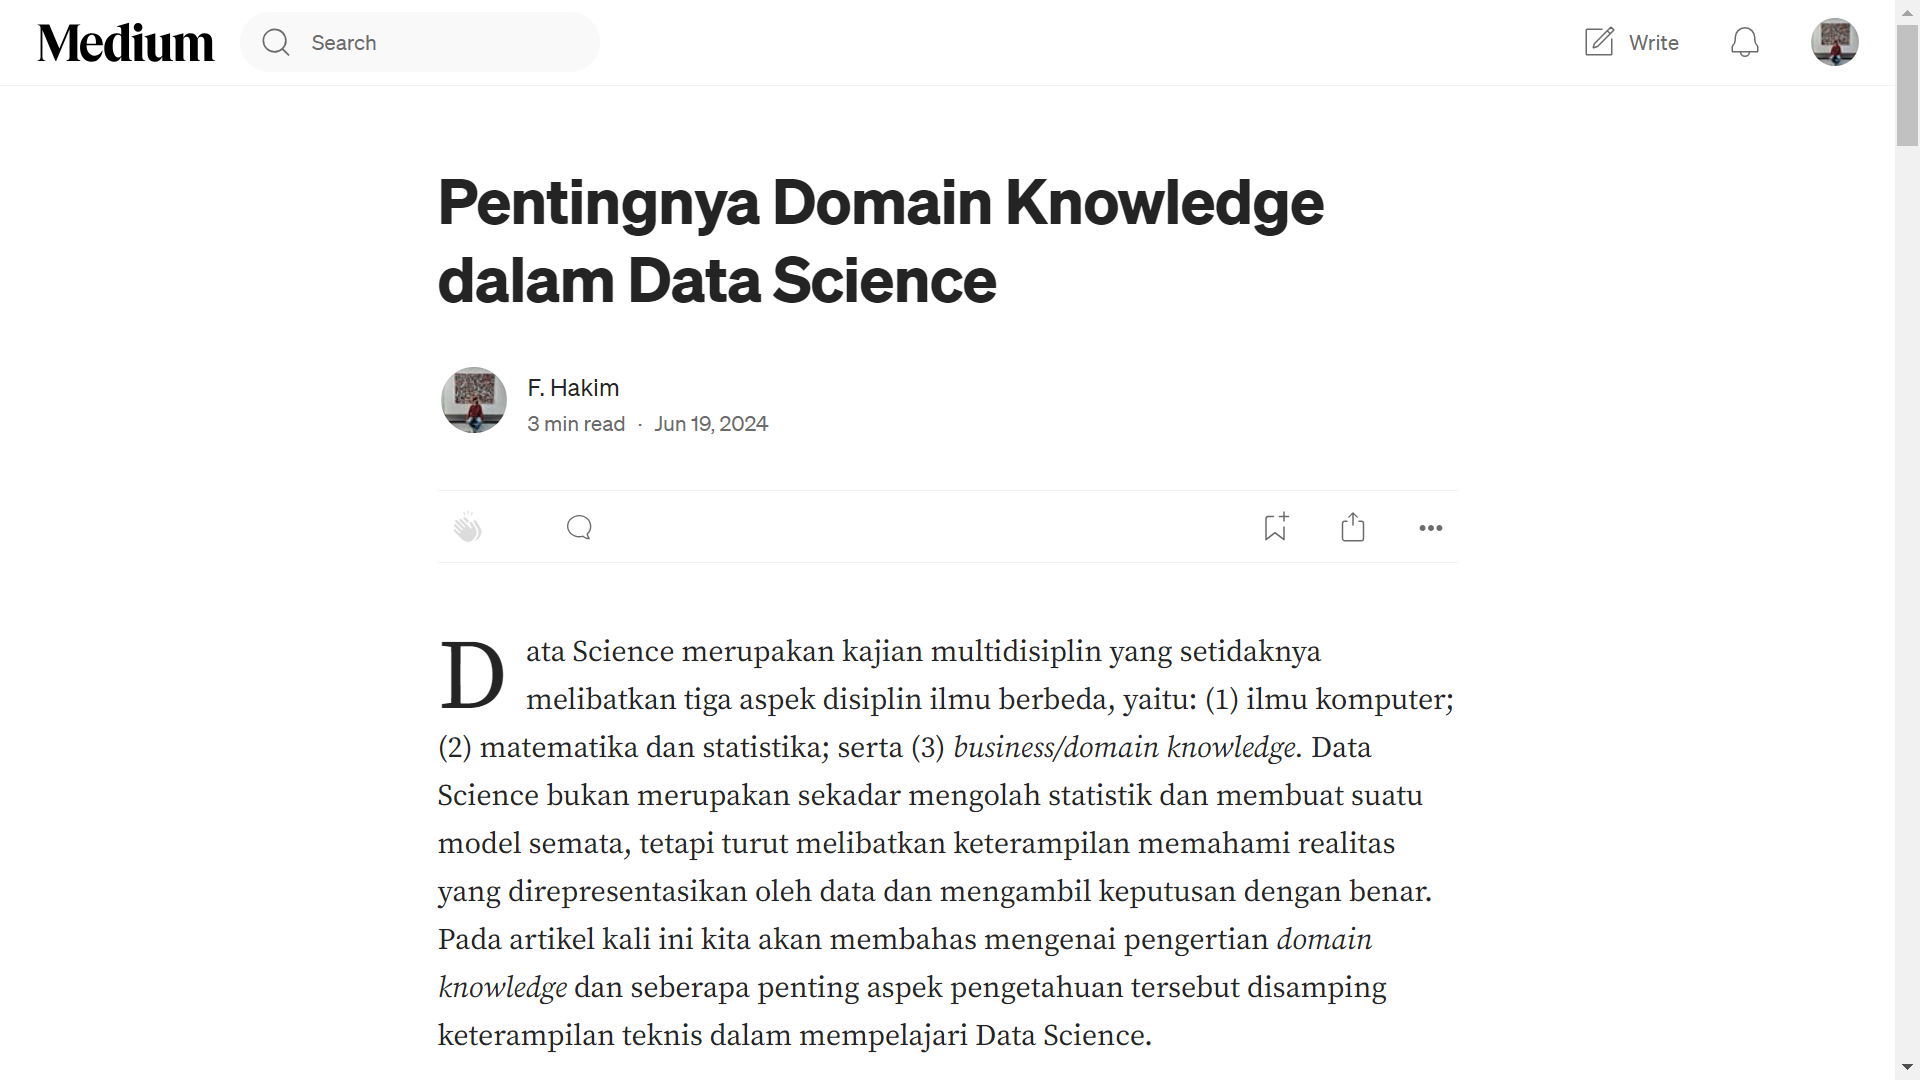 Medium
Search
Write
Pentingnya Domain Knowledge
dalam Data Science
F. Hakim
3 min read · Jun 19, 2024
Data Science merupakan kajian multidisiplin yang setidaknya
melibatkan tiga aspek disiplin ilmu berbeda, yaitu: (1) ilmu komputer;
(2) matematika dan statistika; serta (3) business/domain knowledge. Data
Science bukan merupakan sekadar mengolah statistik dan membuat suatu
model semata, tetapi turut melibatkan keterampilan memahami realitas
yang direpresentasikan oleh data dan mengambil keputusan dengan benar.
Pada artikel kali ini kita akan membahas mengenai pengertian domain
knowledge dan seberapa penting aspek pengetahuan tersebut disamping
keterampilan teknis dalam mempelajari Data Science.